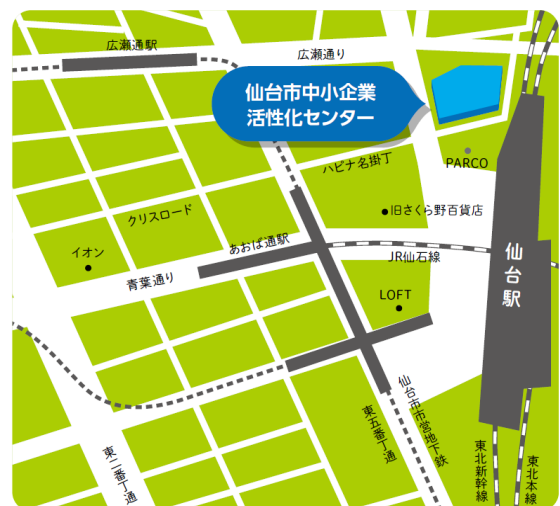 広瀬通駅
広瀬通り
仙台市中小企業
活性化センター
PARCO
ハピナ名掛丁
クリスロード
旧さくら野百貨店
あおば通駅
イオン
JR仙石線
仙台駅
青葉通り
LOFT
仙台市市営地下鉄
東五番丁通
東二番丁通
東北新幹線
東北本線